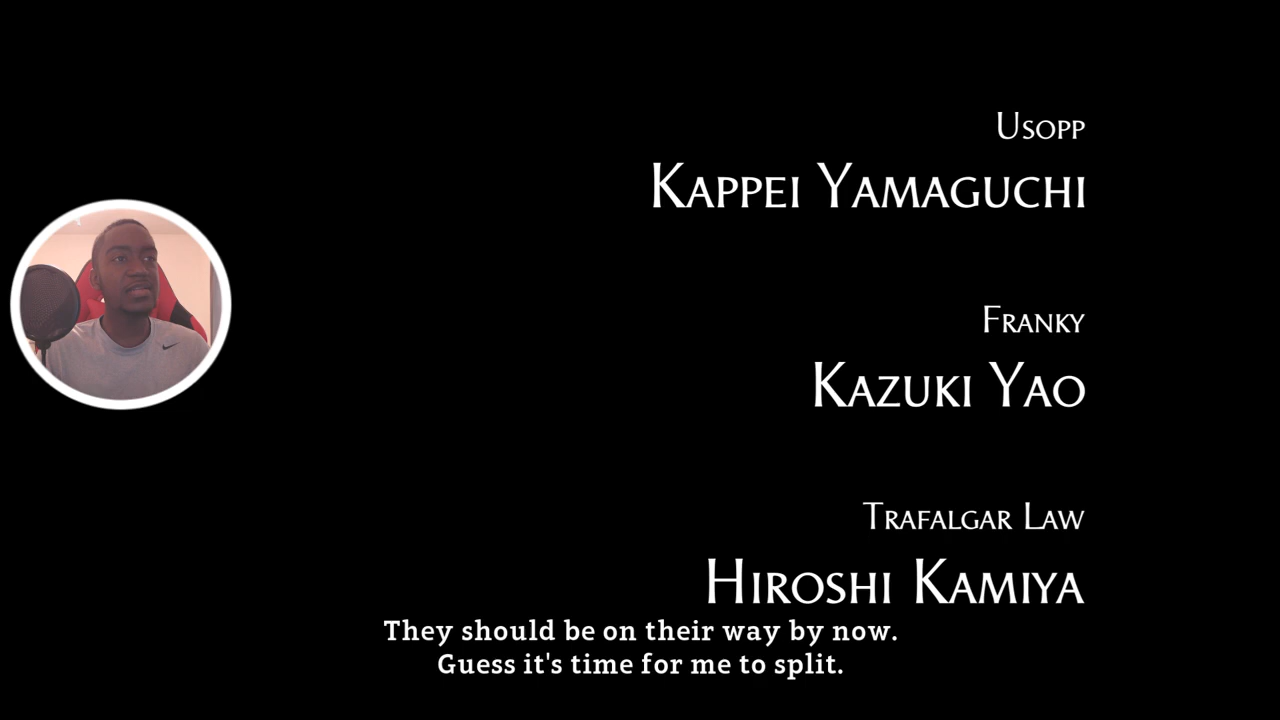 Usopp
Kappei Yamaguchi
Franky
Kazuki Yao
Trafalgar Law
Hiroshi Kamiya
They should be on their way by now.
Guess it's time for me to split.